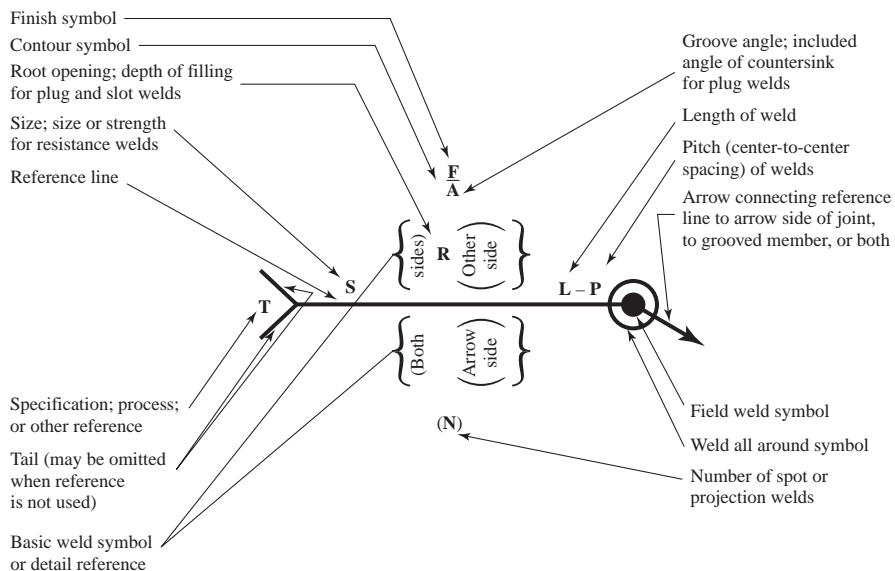 Finish symbol
Contour symbol
Root opening; depth of filling
for plug and slot welds
Size; size or strength
for resistance welds
Reference line
Groove angle; included
angle of countersink
for plug welds
Length of weld
Pitch (center-to-center
spacing) of welds
Arrow connecting reference
line to arrow side of joint,
to grooved member, or both
F
A
sides)
R
Other
side
S
L – P
T
(Both
Arrow
side
(N)
Specification; process;
or other reference
Tail (may be omitted
when reference
is not used)
Basic weld symbol
or detail reference
Field weld symbol
Weld all around symbol
Number of spot or
projection welds